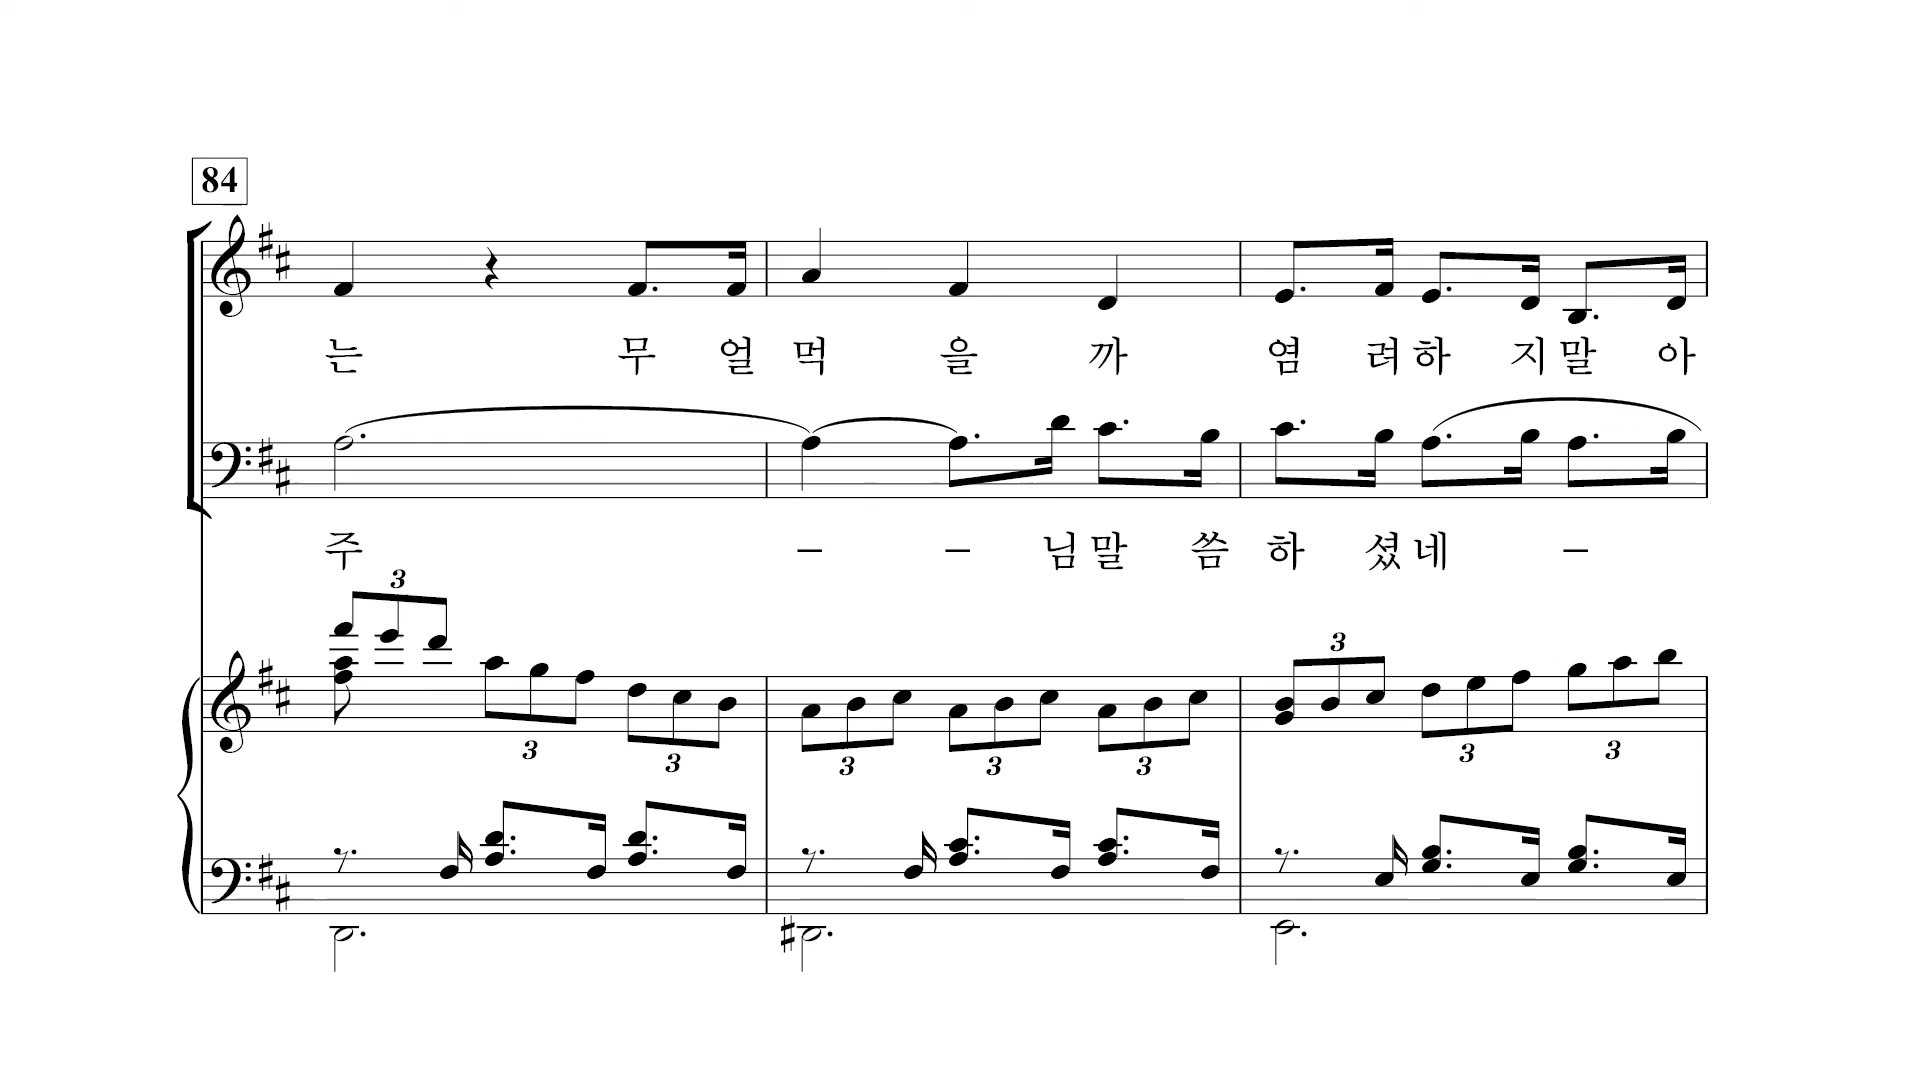 84
는 무 얼 먹 을 까 염 려 하 지 말 아
주 – – 님 말 씀 하 셨 네 –
3
3 3 3 3 3 3 3 3